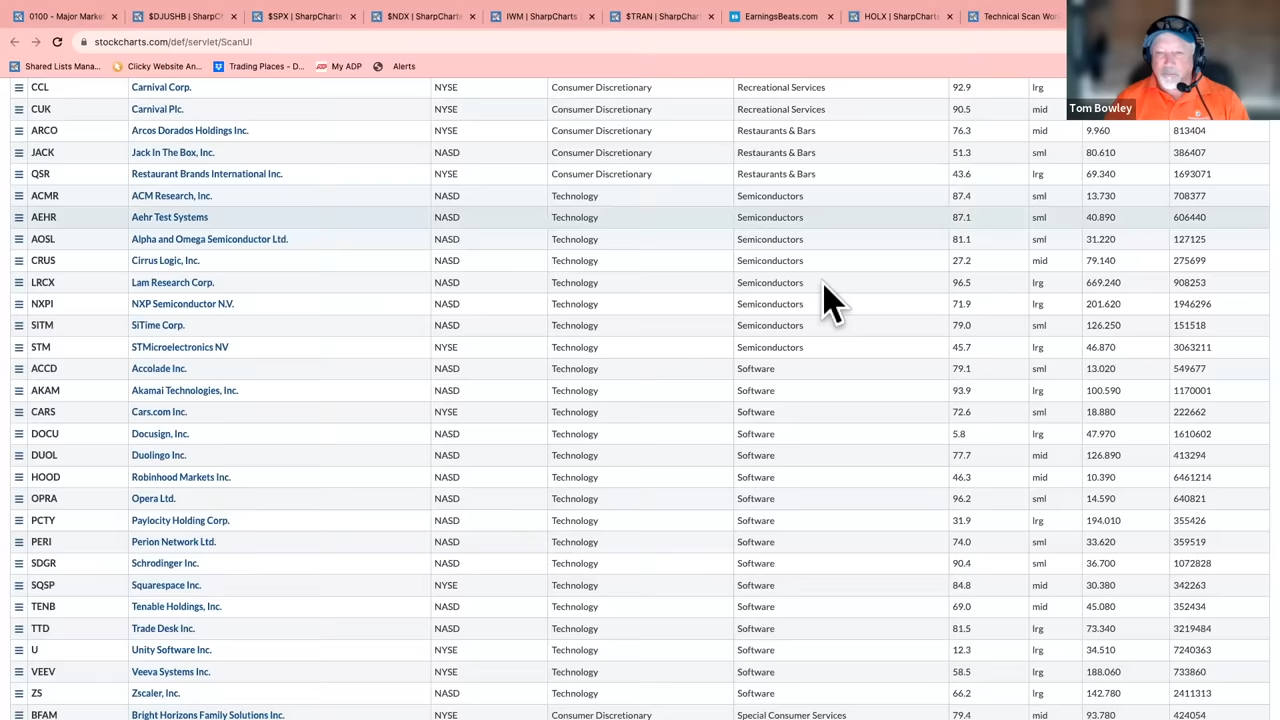 0100 - Major Marke × $DJUSHB | SharpC × $SPX | SharpCharts × $NDX | SharpCharts × IWM | SharpCharts × $TRAN | SharpChar × EarningsBeats.com × HOLX | SharpCharts × Technical Scan Wor
stockcharts.com/def/servlet/ScanUI
Shared Lists Mana... Clicky Website An... Trading Places - D... ADP My ADP Alerts
Tom Bowley
CCL Carnival Corp. NYSE Consumer Discretionary Recreational Services 92.9 lrg
CUK Carnival Plc. NYSE Consumer Discretionary Recreational Services 90.5 mid
ARCO Arcos Dorados Holdings Inc. NYSE Consumer Discretionary Restaurants & Bars 76.3 mid 9.960 813404
JACK Jack In The Box, Inc. NASD Consumer Discretionary Restaurants & Bars 51.3 sml 80.610 386407
QSR Restaurant Brands International Inc. NYSE Consumer Discretionary Restaurants & Bars 43.6 lrg 69.340 1693071
ACMR ACM Research, Inc. NASD Technology Semiconductors 87.4 sml 13.730 708377
AEHR Aehr Test Systems NASD Technology Semiconductors 87.1 sml 40.890 606440
AOSL Alpha and Omega Semiconductor Ltd. NASD Technology Semiconductors 81.1 sml 31.220 127125
CRUS Cirrus Logic, Inc. NASD Technology Semiconductors 27.2 mid 79.140 275699
LRCX Lam Research Corp. NASD Technology Semiconductors 96.5 lrg 669.240 908253
NXPI NXP Semiconductor N.V. NASD Technology Semiconductors 71.9 lrg 201.620 1946296
SITM SiTime Corp. NASD Technology Semiconductors 79.0 sml 126.250 151518
STM STMicroelectronics NV NYSE Technology Semiconductors 45.7 lrg 46.870 3063211
ACCD Accolade Inc. NASD Technology Software 79.1 sml 13.020 549677
AKAM Akamai Technologies, Inc. NASD Technology Software 93.9 lrg 100.590 1170001
CARS Cars.com Inc. NYSE Technology Software 72.6 sml 18.880 222662
DOCU Docusign, Inc. NASD Technology Software 5.8 lrg 47.970 1610602
DUOL Duolingo Inc. NASD Technology Software 77.7 mid 126.890 413294
HOOD Robinhood Markets Inc. NASD Technology Software 46.3 mid 10.390 6461214
OPRA Opera Ltd. NASD Technology Software 96.2 sml 14.590 640821
PCTY Paylocity Holding Corp. NASD Technology Software 31.9 lrg 194.010 355426
PERI Perion Network Ltd. NASD Technology Software 74.0 sml 33.620 359519
SDGR Schrodinger Inc. NASD Technology Software 90.4 sml 36.700 1072828
SQSP Squarespace Inc. NYSE Technology Software 84.8 mid 30.380 342263
TENB Tenable Holdings, Inc. NASD Technology Software 69.0 mid 45.080 352434
TTD Trade Desk Inc. NASD Technology Software 81.5 lrg 73.340 3219484
U Unity Software Inc. NYSE Technology Software 12.3 lrg 34.510 7240363
VEEV Veeva Systems Inc. NYSE Technology Software 58.5 lrg 188.060 733860
ZS Zscaler, Inc. NASD Technology Software 66.2 lrg 142.780 2411313
BFAM Bright Horizons Family Solutions Inc. NYSE Consumer Discretionary Special Consumer Services 79.4 mid 93.780 424054